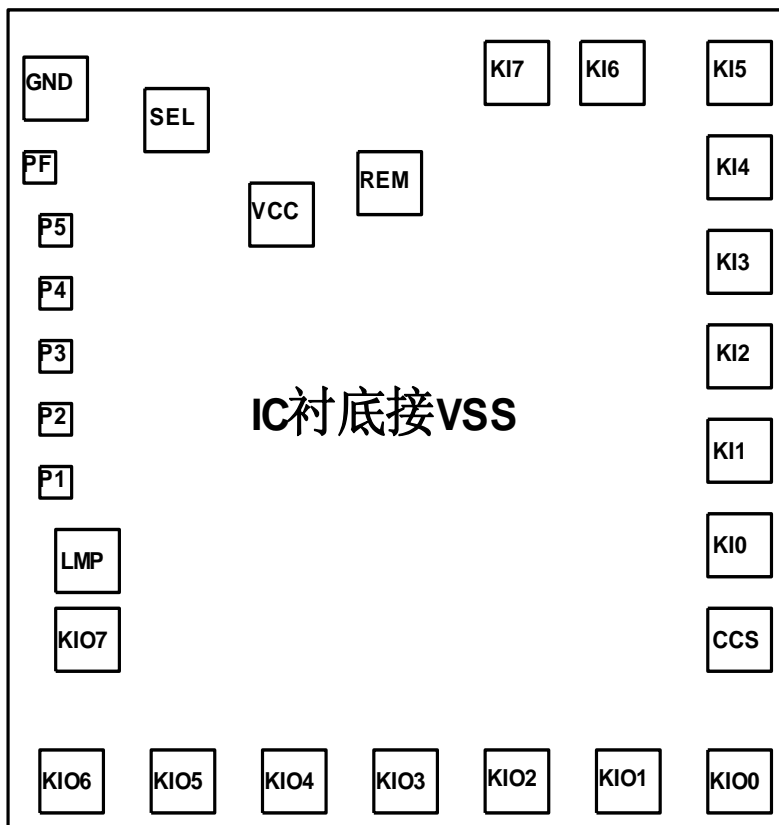 KI7 KI6 KI5
GND
SEL
PF
KI4
REM
VCC
P5
KI3
P4
P3
KI2
IC衬底接VSS
P2
KI1
P1
LMP
KI0
KIO7
CCS
KIO6 KIO5 KIO4 KIO3 KIO2 KIO1 KIO0